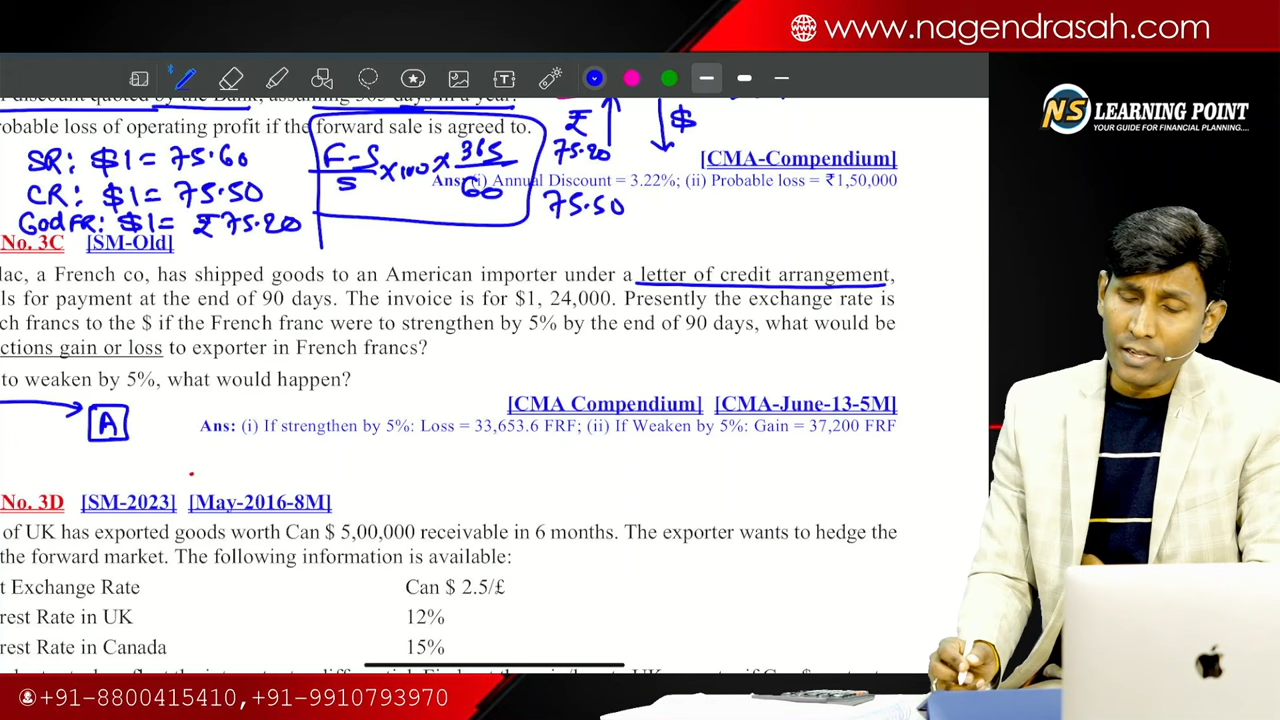 www.nagendrasah.com
NS LEARNING POINT
YOUR GUIDE FOR FINANCIAL PLANNING....
discount quoted by the Bank, assuming 365 days in a year.
robable loss of operating profit if the forward sale is agreed to.
₹ $
75.20
[CMA-Compendium]
SR: $1 = 75.60
F-S/S × 100 × 365/60
Ans: (i) Annual Discount = 3.22%; (ii) Probable loss = ₹1,50,000
CR: $1 = 75.50
75.50
God FR: $1 = ₹75.20
No. 3C [SM-Old]
lac, a French co, has shipped goods to an American importer under a letter of credit arrangement,
ls for payment at the end of 90 days. The invoice is for $1, 24,000. Presently the exchange rate is
ch francs to the $ if the French franc were to strengthen by 5% by the end of 90 days, what would be
ctions gain or loss to exporter in French francs?
to weaken by 5%, what would happen?
A
[CMA Compendium] [CMA-June-13-5M]
Ans: (i) If strengthen by 5%: Loss = 33,653.6 FRF; (ii) If Weaken by 5%: Gain = 37,200 FRF
No. 3D [SM-2023] [May-2016-8M]
of UK has exported goods worth Can $ 5,00,000 receivable in 6 months. The exporter wants to hedge the
the forward market. The following information is available:
t Exchange Rate Can $ 2.5/£
rest Rate in UK 12%
rest Rate in Canada 15%
+91-8800415410,+91-9910793970